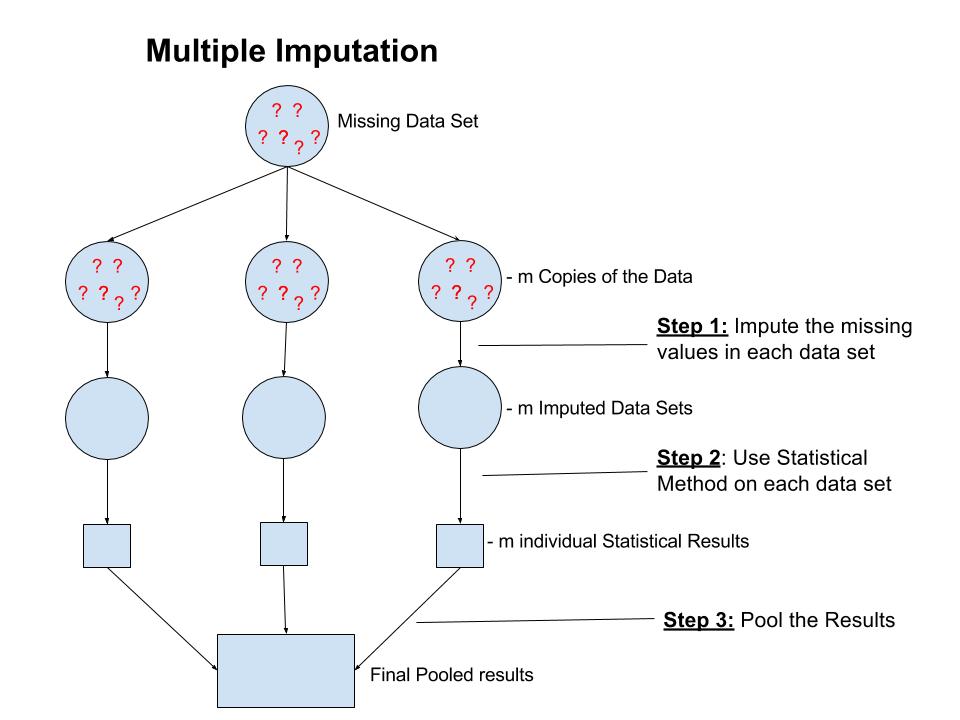 Multiple Imputation
? ?
? ? ? ?
Missing Data Set
? ?
? ? ? ?
? ?
? ? ? ?
? ?
? ? ? ?
- m Copies of the Data
Step 1: Impute the missing
values in each data set
- m Imputed Data Sets
Step 2: Use Statistical
Method on each data set
- m individual Statistical Results
Step 3: Pool the Results
Final Pooled results